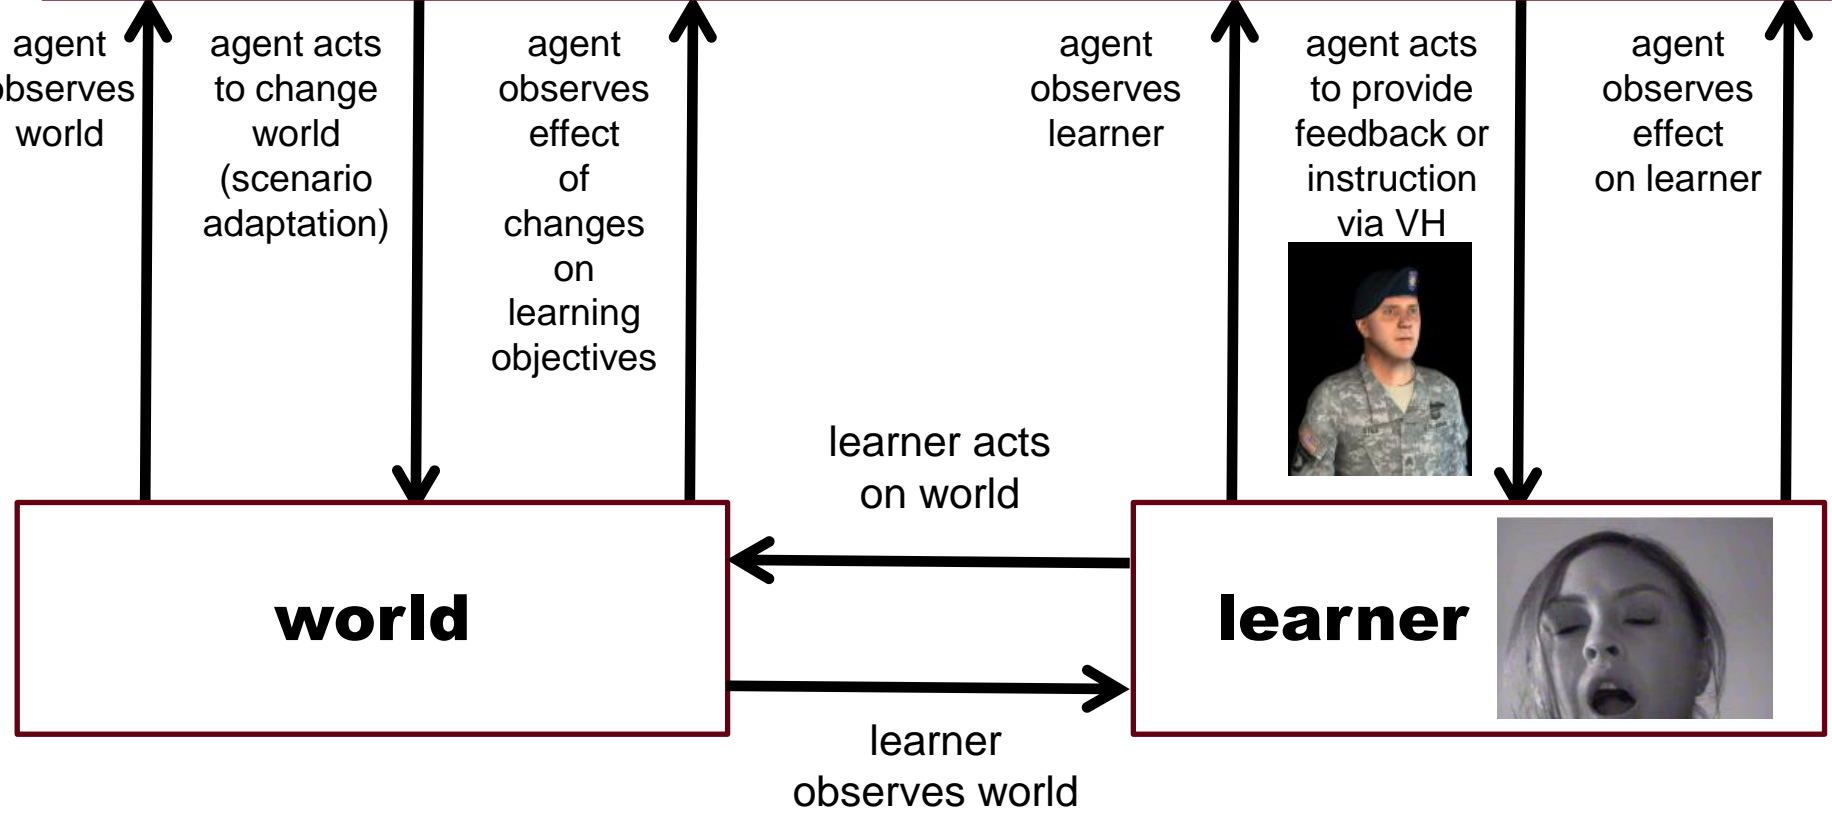 agent
observes
world
agent acts
to change
world
(scenario
adaptation)
agent
observes
effect
of
changes
on
learning
objectives
agent
observes
learner
agent acts
to provide
feedback or
instruction
via VH
agent
observes
effect
on learner
learner acts
on world
world
learner
learner
observes world